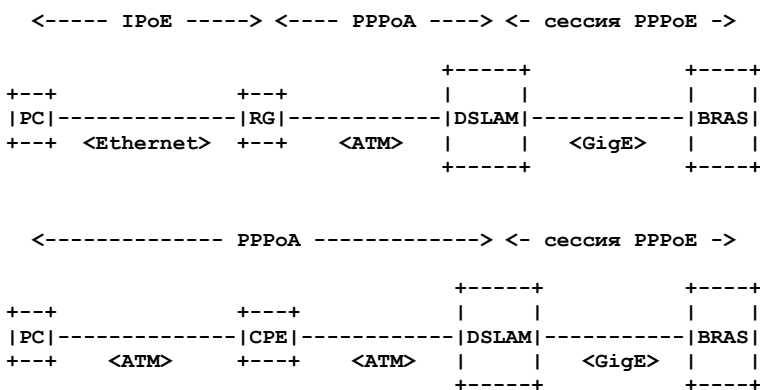 <----- IPoE -----> <---- PPPoA ----> <- сессия PPPoE ->
+-----+ +----+
+--+ +--+ | | | |
|PC|--------------|RG|------------|DSLAM|------------|BRAS|
+--+ <Ethernet> +--+ <ATM> | | <GigE> | |
+-----+ +----+
<-------------- PPPoA -------------> <- сессия PPPoE ->
+-----+ +----+
+--+ +---+ | | | |
|PC|--------------|CPE|------------|DSLAM|-----------|BRAS|
+--+ <ATM> +---+ <ATM> | | <GigE> | |
+-----+ +----+